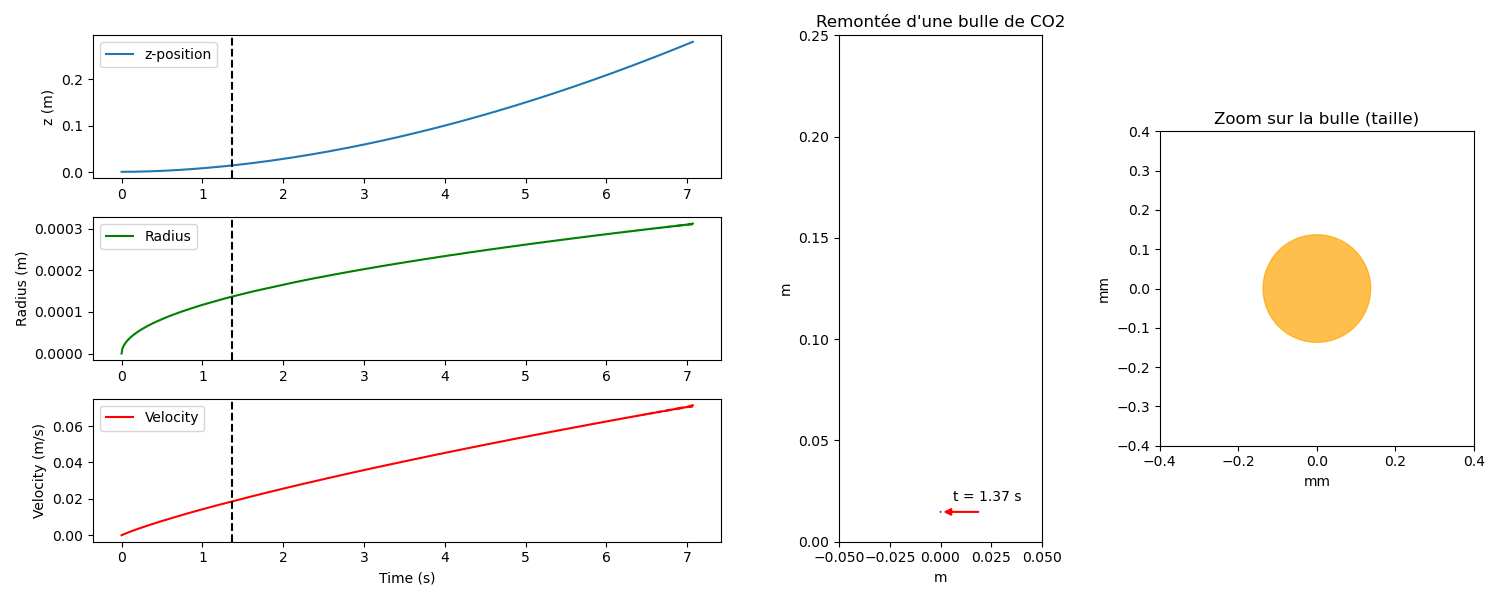 z-position
z (m)
0.2
0.1
0.0
0 1 2 3 4 5 6 7
Radius
Radius (m)
0.0003
0.0002
0.0001
0.0000
0 1 2 3 4 5 6 7
Velocity
Velocity (m/s)
0.06
0.04
0.02
0.00
0 1 2 3 4 5 6 7
Time (s)
Remontée d'une bulle de CO2
0.25
0.20
0.15
m
0.10
0.05
t = 1.37 s
0.00
−0.050 −0.025 0.000 0.025 0.050
m
Zoom sur la bulle (taille)
0.4
0.3
0.2
0.1
mm
0.0
−0.1
−0.2
−0.3
−0.4
−0.4 −0.2 0.0 0.2 0.4
mm